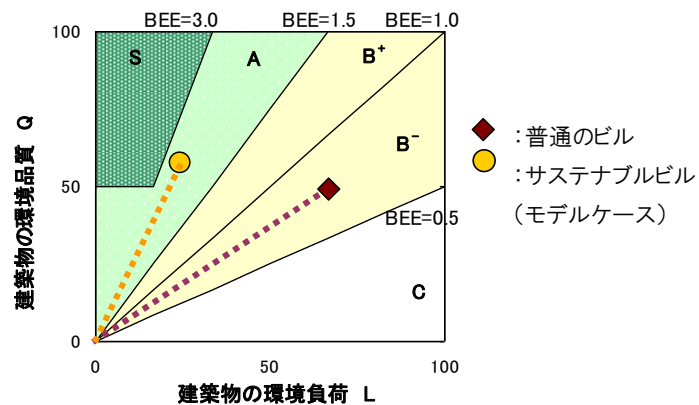 BEE=3.0 BEE=1.5 BEE=1.0
100
S A B⁺
B⁻
50
BEE=0.5
C
0
0 50 100
建築物の環境品質 Q
建築物の環境負荷 L
:普通のビル
:サステナブルビル
(モデルケース)